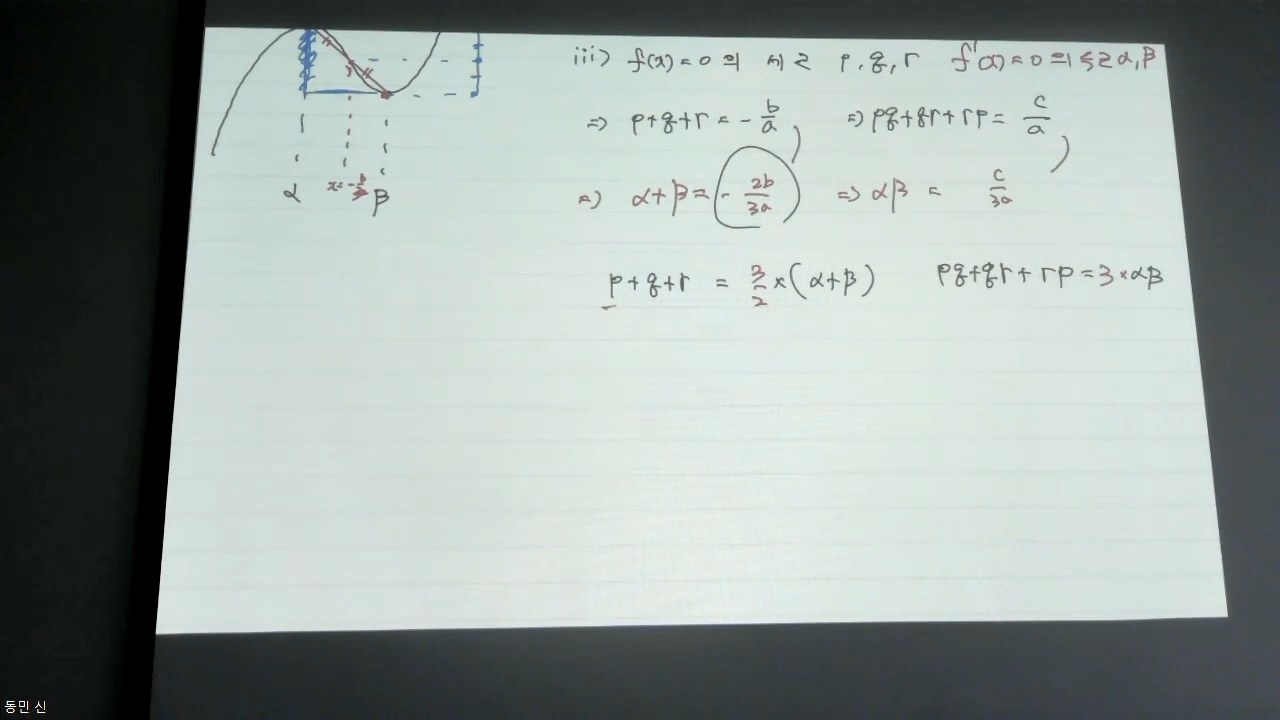 iii) f(x)=0 의 세 근 p, q, r f'(x)=0 의 두 근 α, β
⇒ p+q+r = - b/a ⇒ pq+qr+rp = c/a
⇒ α+β = - 2b/3a ⇒ αβ = c/3a
α β
p+q+r = 3/2 × (α+β) pq+qr+rp = 3×αβ
동민 신